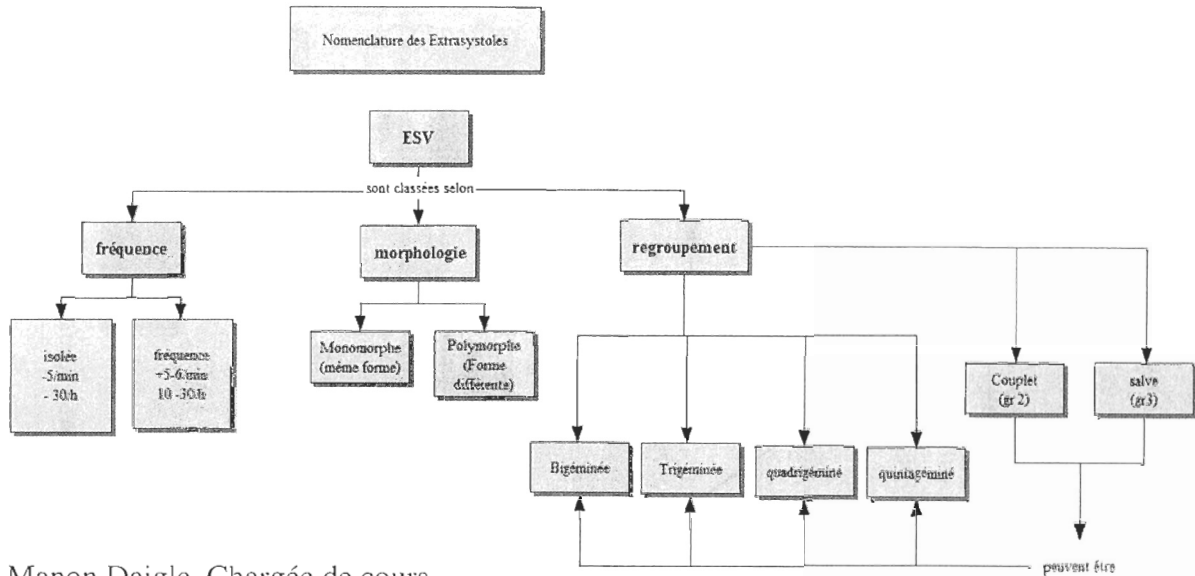 Nomenclature des Extrasystoles
ESV
sont classées selon
fréquence
morphologie
regroupement
isolée
-5/min
- 30/h
fréquence
+5-6/min
10 -30/h
Monomorphe
(même forme)
Polymorphe
(Forme
différente)
Couplet
(gr 2)
salve
(gr3)
Bigéminée
Trigéminée
quadrigéminé
quintagéminé
peuvent être
Manon Daigle, Chargée de cours